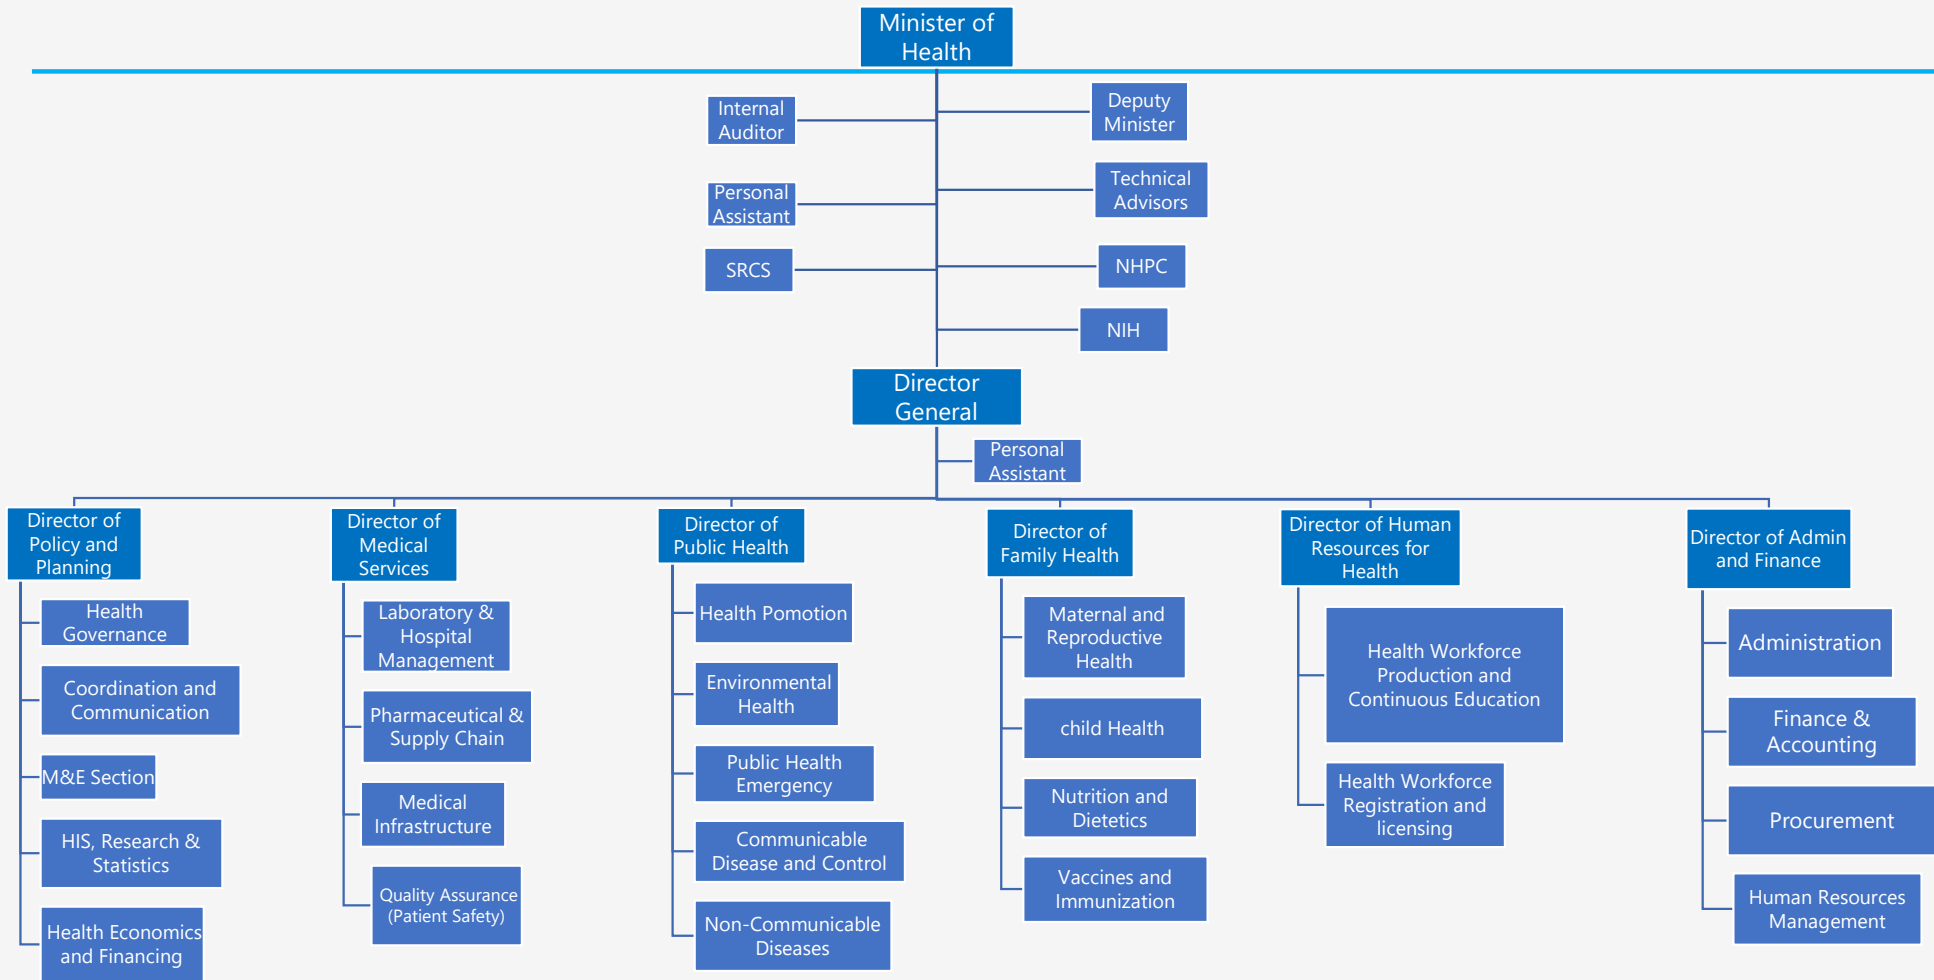 Minister of
Health
Internal
Auditor
Deputy
Minister
Personal
Assistant
Technical
Advisors
SRCS
NHPC
NIH
Director
General
Personal
Assistant
Director of
Policy and
Planning
Health
Governance
Coordination and
Communication
M&E Section
HIS, Research &
Statistics
Health Economics
and Financing
Director of
Medical
Services
Laboratory &
Hospital
Management
Pharmaceutical &
Supply Chain
Medical
Infrastructure
Quality Assurance
(Patient Safety)
Director of
Public Health
Health Pomotion
Environmental
Health
Public Health
Emergency
Communicable
Disease and Control
Non-Communicable
Diseases
Director of
Family Health
Maternal and
Reproductive
Health
child Health
Nutrition and
Dietetics
Vaccines and
Immunization
Director of Human
Resources for
Health
Health Workforce
Production and
Continuous Education
Health Workforce
Registration and
licensing
Director of Admin
and Finance
Administration
Finance &
Accounting
Procurement
Human Resources
Management